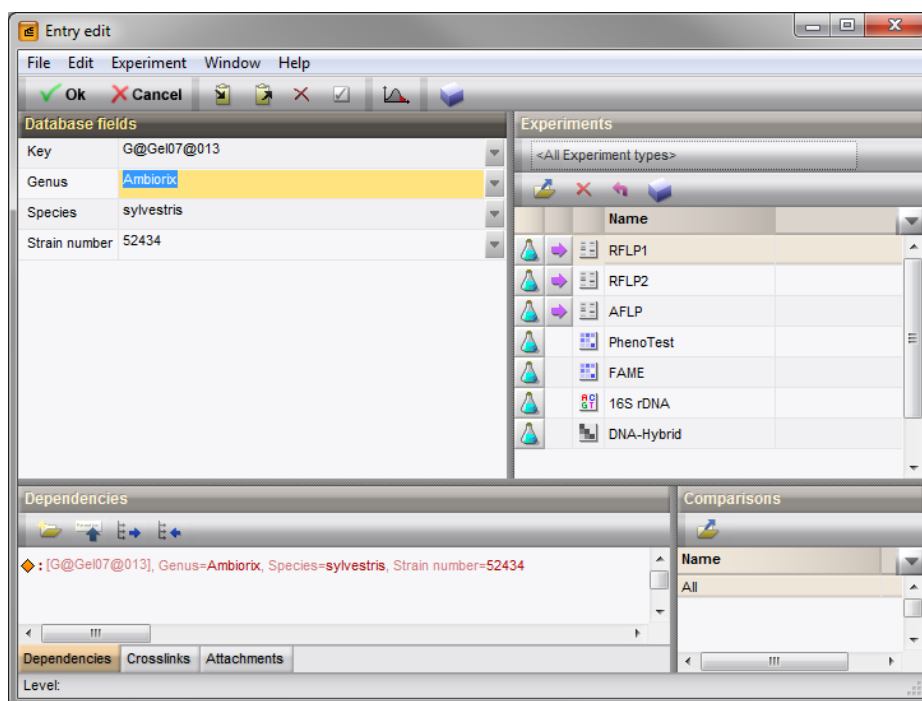 Entry edit
File Edit Experiment Window Help
Ok Cancel
Database fields
Key G@Gel07@013
Genus Ambiorix
Species sylvestris
Strain number 52434
Experiments
<All Experiment types>
Name
RFLP1
RFLP2
AFLP
PhenoTest
FAME
16S rDNA
DNA-Hybrid
Dependencies
: [G@Gel07@013], Genus=Ambiorix, Species=sylvestris, Strain number=52434
Dependencies Crosslinks Attachments
Comparisons
Name
All
Level: